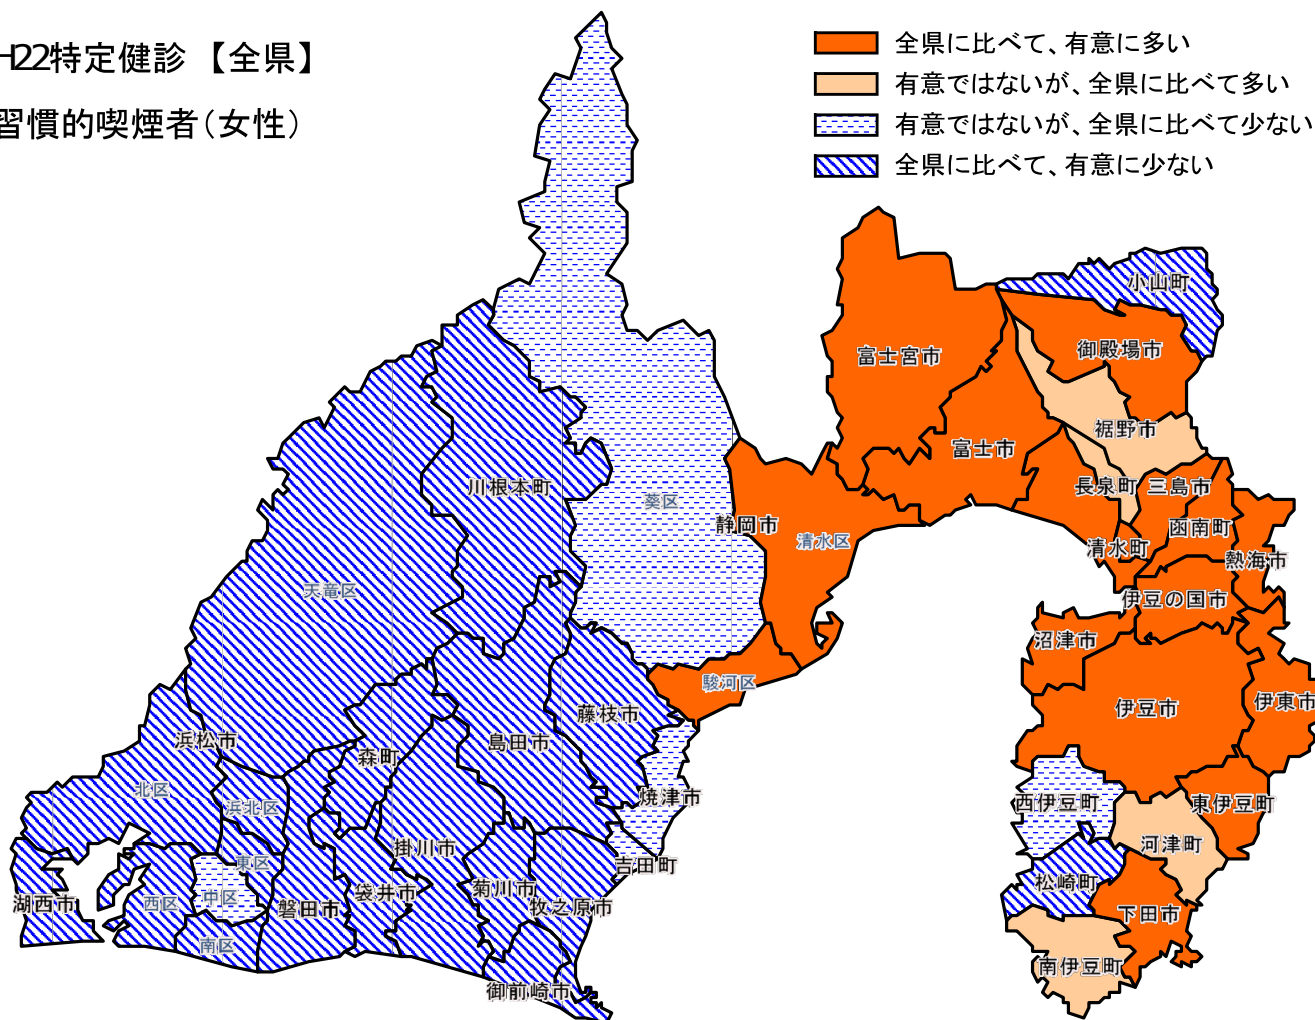 H22特定健診 【全県】
習慣的喫煙者(女性)
全県に比べて、有意に多い
有意ではないが、全県に比べて多い
有意ではないが、全県に比べて少ない
全県に比べて、有意に少ない
小山町
御殿場市
富士宮市
裾野市
富士市
川根本町
長泉町
三島市
葵区
静岡市
函南町
清水区
清水町
熱海市
天竜区
伊豆の国市
沼津市
駿河区
伊東市
伊豆市
藤枝市
浜松市
島田市
森町
北区
焼津市
浜北区
西伊豆町
東伊豆町
河津町
掛川市
東区
吉田町
松崎町
湖西市
西区
中区
袋井市
菊川市
磐田市
牧之原市
下田市
南区
南伊豆町
御前崎市